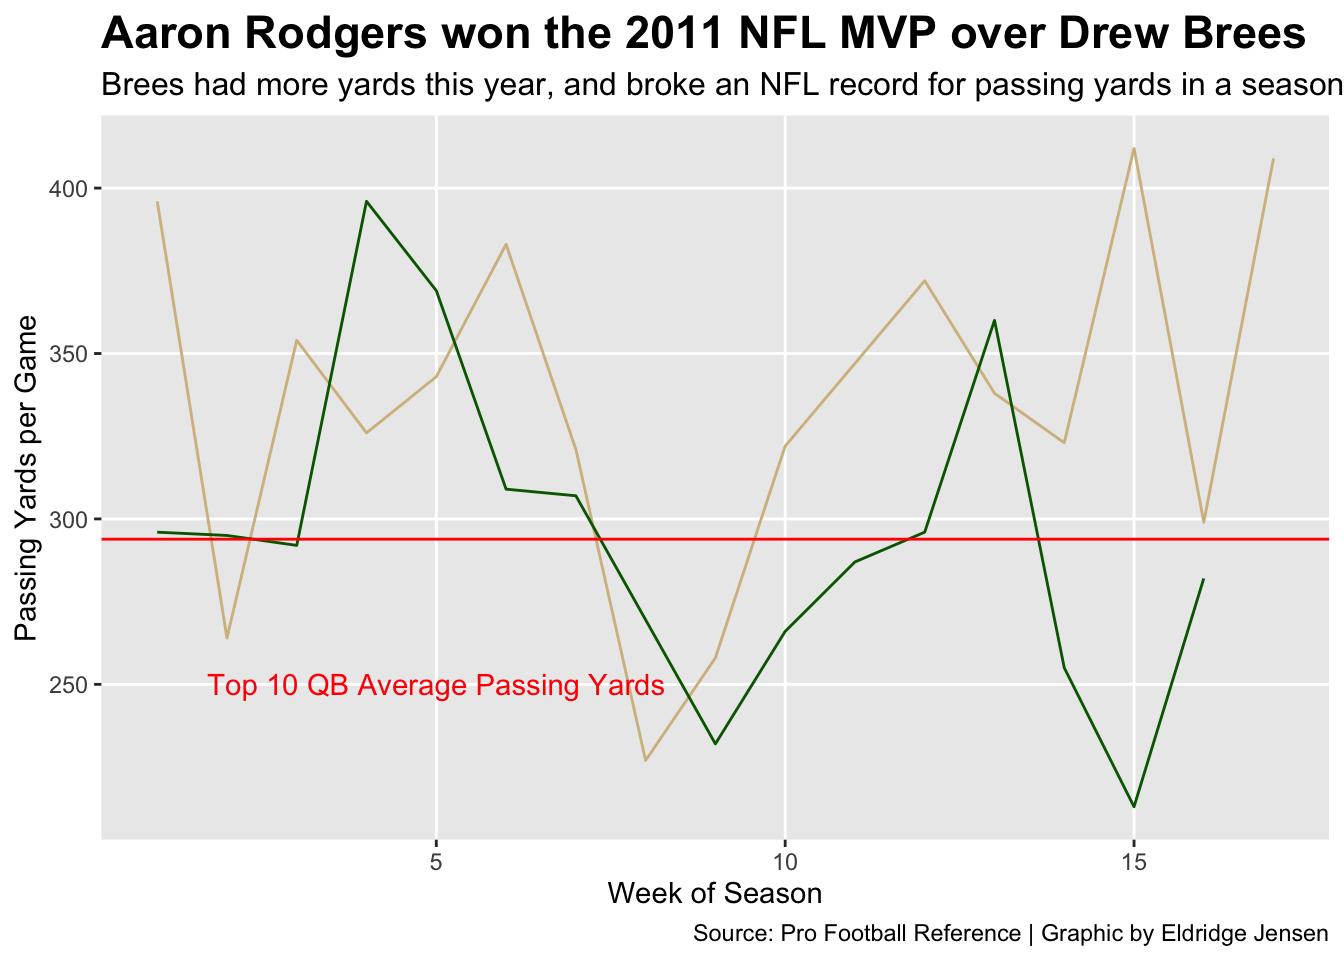 Aaron Rodgers won the 2011 NFL MVP over Drew Brees
Brees had more yards this year, and broke an NFL record for passing yards in a season
400
350
300
250
Passing Yards per Game
Top 10 QB Average Passing Yards
5
10
15
Week of Season
Source: Pro Football Reference | Graphic by Eldridge Jensen